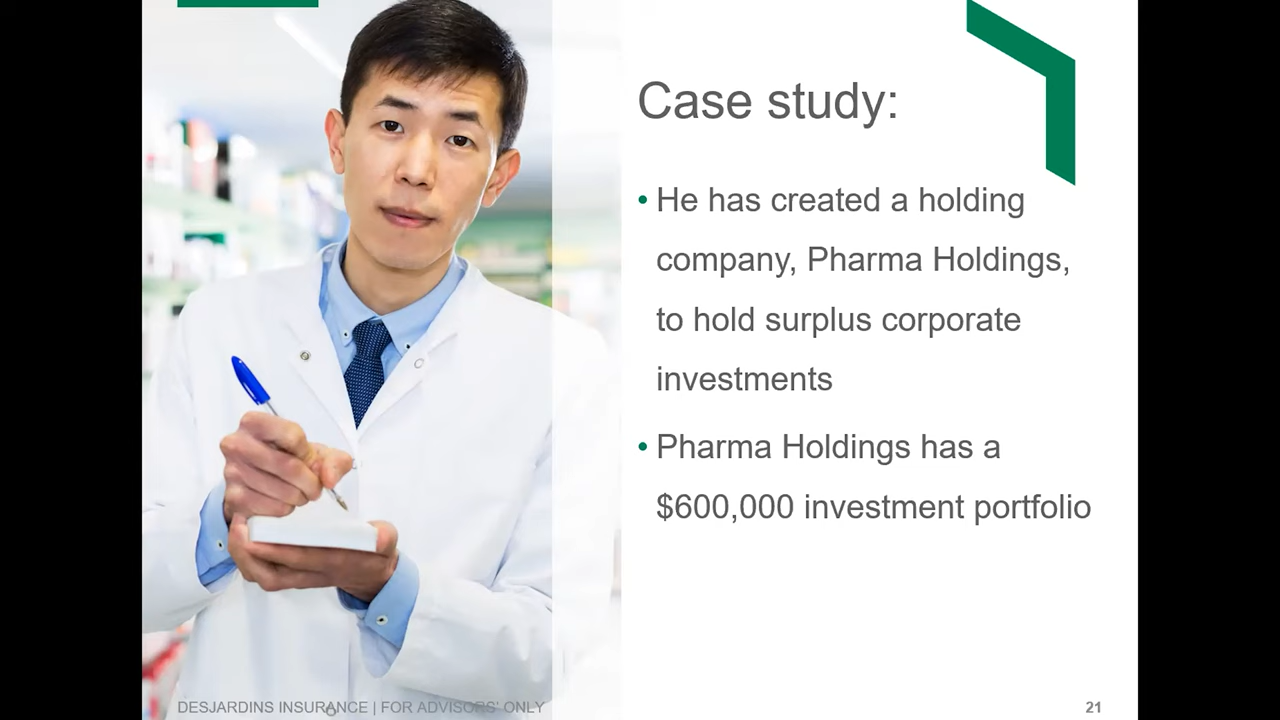 Case study:
• He has created a holding
company, Pharma Holdings,
to hold surplus corporate
investments
• Pharma Holdings has a
$600,000 investment portfolio
DESJARDINS INSURANCE | FOR ADVISORS' ONLY
21